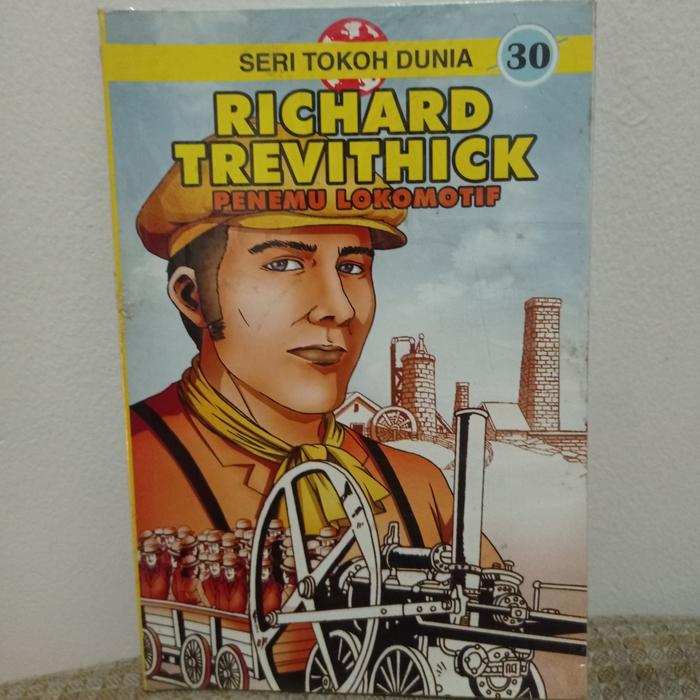 SERI TOKOH DUNIA 30
RICHARD
TREVITHICK
PENEMU LOKOMOTIF